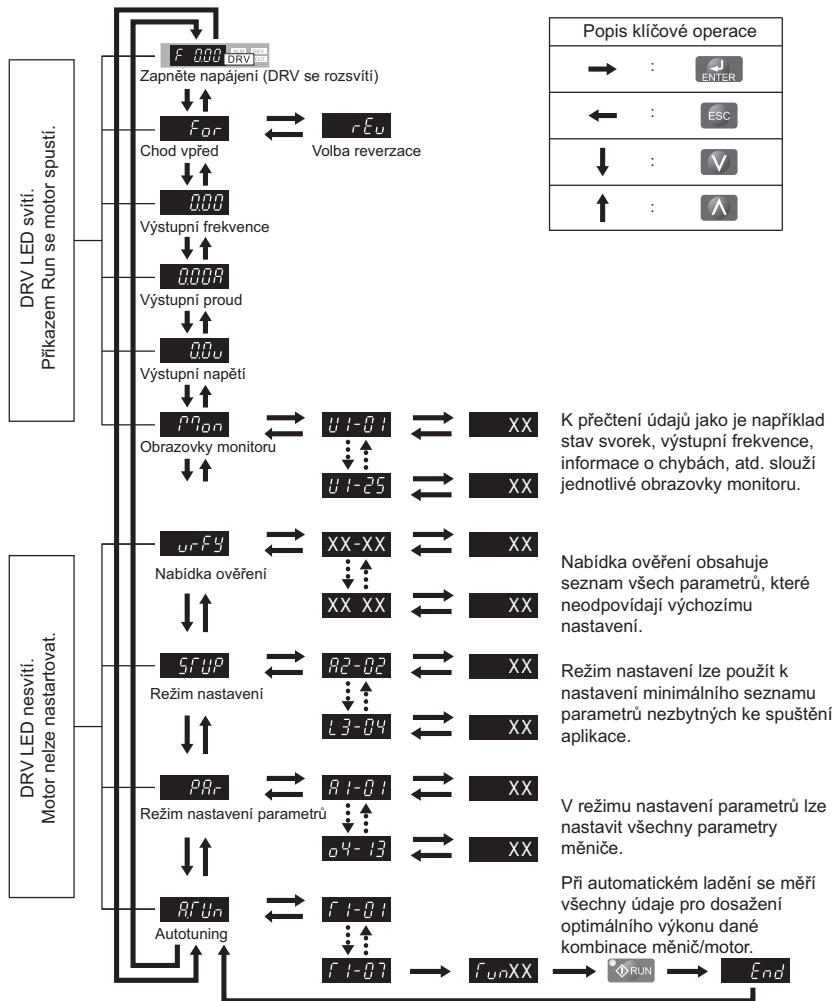 F 0.00
ALM REV
DRV OUT
Zapněte napájení (DRV se rozsvítí)
For
rEv
Chod vpřed
Volba reverzace
0.00
Výstupní frekvence
0.00A
Výstupní proud
0.0v
Výstupní napětí
Mon
U1-01
XX
Obrazovky monitoru
U1-25
XX
K přečtení údajů jako je například
stav svorek, výstupní frekvence,
informace o chybách, atd. slouží
jednotlivé obrazovky monitoru.
DRV LED svítí.
Příkazem Run se motor spustí.
Popis klíčové operace
:
ENTER
:
ESC
:
V
:
Λ
vrFY
XX-XX
XX
Nabídka ověření
XX XX
XX
Nabídka ověření obsahuje
seznam všech parametrů, které
neodpovídají výchozímu
nastavení.
STUP
A2-02
XX
Režim nastavení
L3-04
XX
Režim nastavení lze použít k
nastavení minimálního seznamu
parametrů nezbytných ke spuštění
aplikace.
PAr
A1-01
XX
Režim nastavení parametrů
o4-13
XX
V režimu nastavení parametrů lze
nastavit všechny parametry
měniče.
A.TUn
T1-01
Autotuning
T1-07
TunXX
RUN
End
Při automatickém ladění se měří
všechny údaje pro dosažení
optimálního výkonu dané
kombinace měnič/motor.
DRV LED nesvítí.
Motor nelze nastartovat.